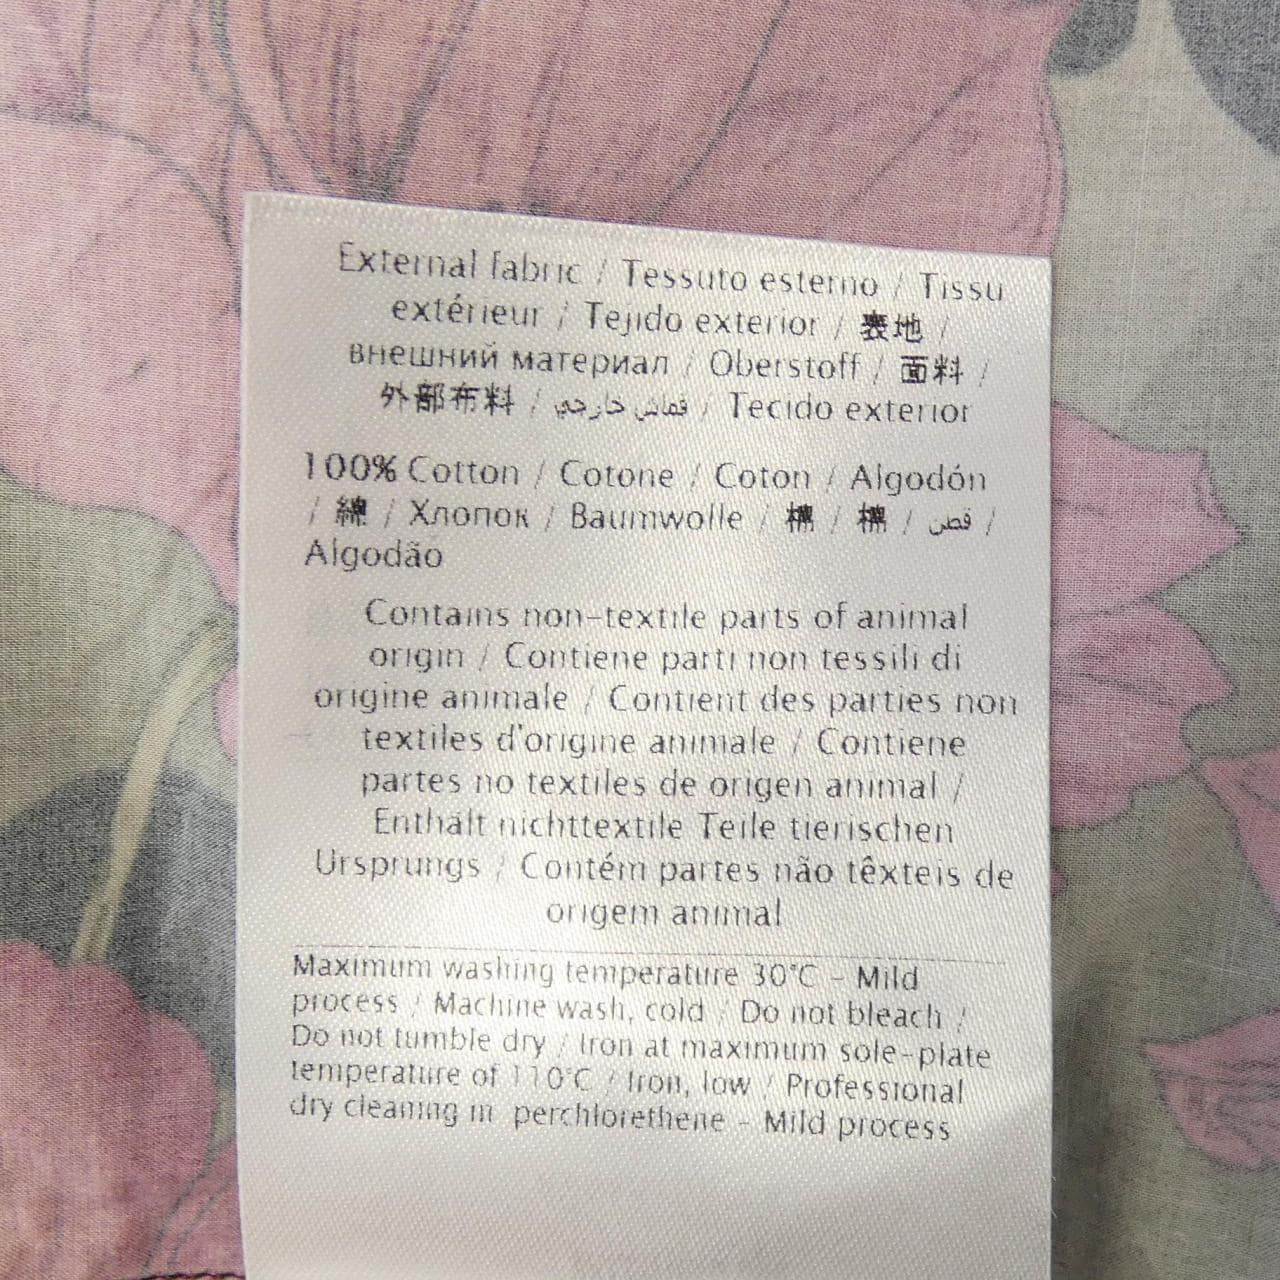 External fabric / Tessuto esterno / Tissu
extérieur / Tejido exterior / 表地 /
внешний материал / Oberstoff / 面料 /
外部布料 / قماش خارجي / Tecido exterior
100% Cotton / Cotone / Coton / Algodón
/ 綿 / Хлопок / Baumwolle / 棉 / 棉 / قطن /
Algodão
Contains non-textile parts of animal
origin / Contiene parti non tessili di
origine animale / Contient des parties non
textiles d'origine animale / Contiene
partes no textiles de origen animal /
Enthält nichttextile Teile tierischen
Ursprungs / Contém partes não têxteis de
origem animal
Maximum washing temperature 30°C - Mild
process / Machine wash, cold / Do not bleach /
Do not tumble dry / Iron at maximum sole-plate
temperature of 110°C / Iron, low / Professional
dry cleaning in perchlorethene - Mild process